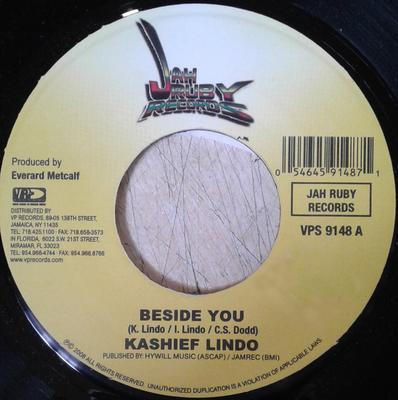 JAH
RUBY
RECORDS
Produced by
Everard Metcalf
VP
DISTRIBUTED BY
VP RECORDS, 89-05 138TH STREET,
JAMAICA, NY 11435
TEL: 718.425.1100 · FAX: 718.658-3573
IN FLORIDA, 6022 S.W. 21ST STREET,
MIRAMAR, FL 33023
TEL: 954.966-4744 · FAX: 954.966.8766
www.vprecords.com
0 54645 91487 1
JAH RUBY
RECORDS
VPS 9148 A
BESIDE YOU
(K. Lindo / I. Lindo / C.S. Dodd)
KASHIEF LINDO
PUBLISHED BY: HYWILL MUSIC (ASCAP) / JAMREC (BMI)
©2008 ALL RIGHTS RESERVED. UNAUTHORIZED DUPLICATION IS A VIOLATION OF APPLICABLE LAWS.